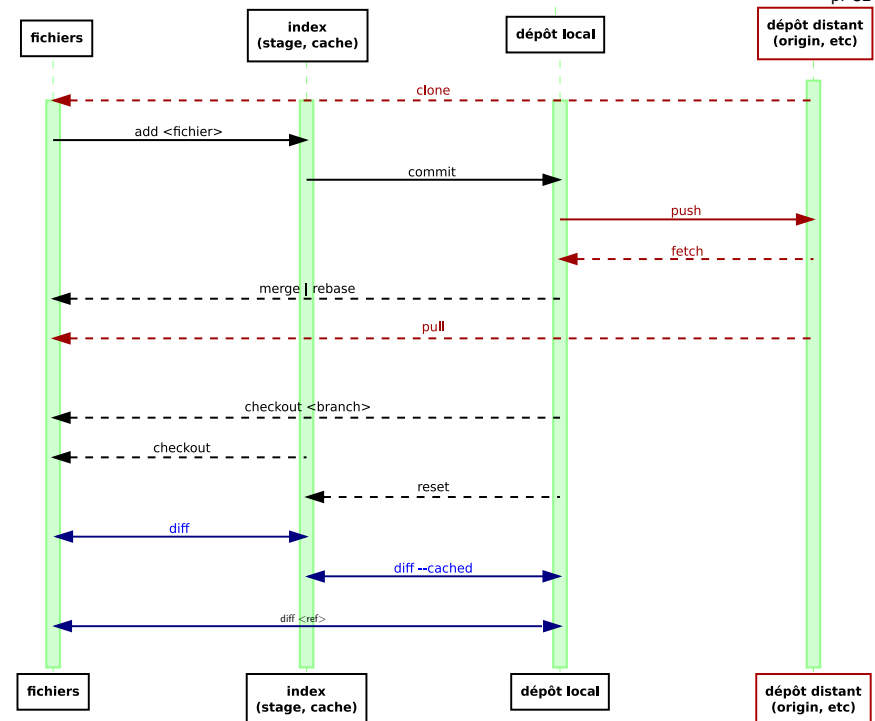 fichiers
index
(stage, cache)
dépôt local
dépôt distant
(origin, etc)
clone
add <fichier>
commit
push
fetch
merge | rebase
pull
checkout <branch>
checkout
reset
diff
diff --cached
diff <ref>
fichiers
index
(stage, cache)
dépôt local
dépôt distant
(origin, etc)